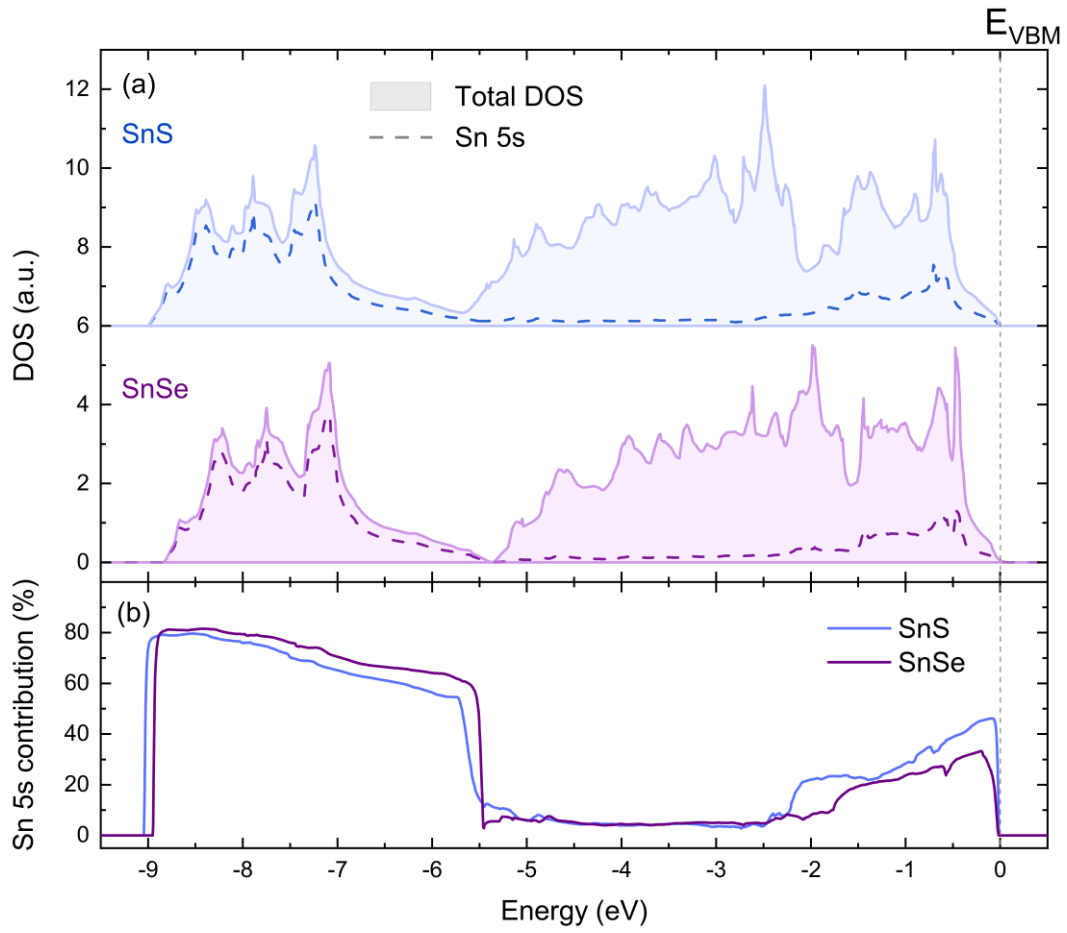 E_VBM
(a)
Total DOS
SnS
Sn 5s
12
10
8
6
SnSe
4
2
0
DOS (a.u.)
(b)
SnS
SnSe
80
60
40
20
0
Sn 5s contribution (%)
-9 -8 -7 -6 -5 -4 -3 -2 -1 0
Energy (eV)